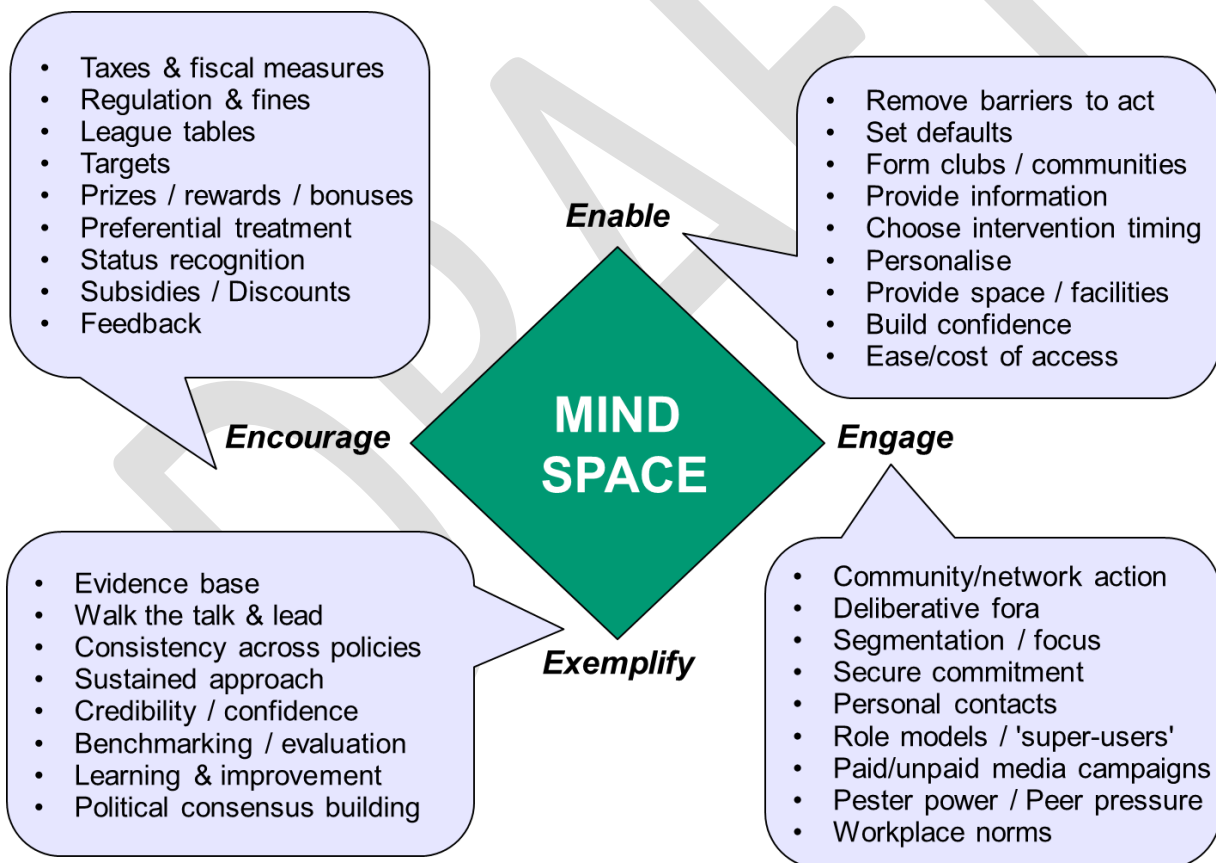 • Taxes & fiscal measures
• Regulation & fines
• League tables
• Targets
• Prizes / rewards / bonuses
• Preferential treatment
• Status recognition
• Subsidies / Discounts
• Feedback
• Remove barriers to act
• Set defaults
• Form clubs / communities
• Provide information
• Choose intervention timing
• Personalise
• Provide space / facilities
• Build confidence
• Ease/cost of access
Enable
Encourage
MIND
SPACE
Engage
Exemplify
• Evidence base
• Walk the talk & lead
• Consistency across policies
• Sustained approach
• Credibility / confidence
• Benchmarking / evaluation
• Learning & improvement
• Political consensus building
• Community/network action
• Deliberative fora
• Segmentation / focus
• Secure commitment
• Personal contacts
• Role models / 'super-users'
• Paid/unpaid media campaigns
• Pester power / Peer pressure
• Workplace norms